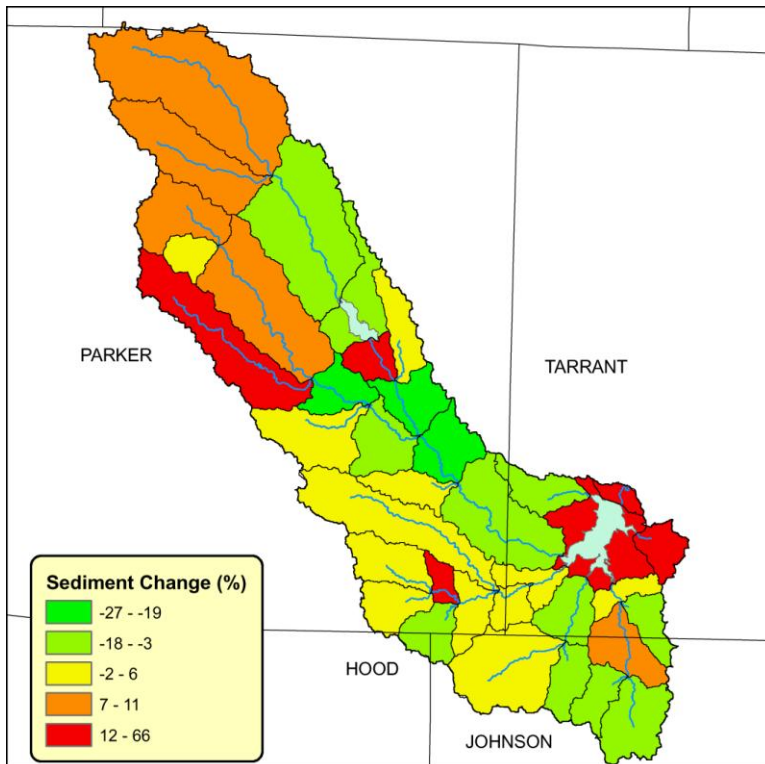 PARKER
TARRANT
Sediment Change (%)
-27 - -19
-18 - -3
-2 - 6
7 - 11
12 - 66
HOOD
JOHNSON